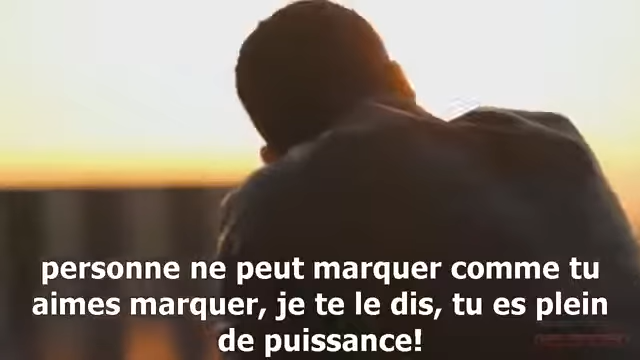 personne ne peut marquer comme tu
aimes marquer, je te le dis, tu es plein
de puissance!